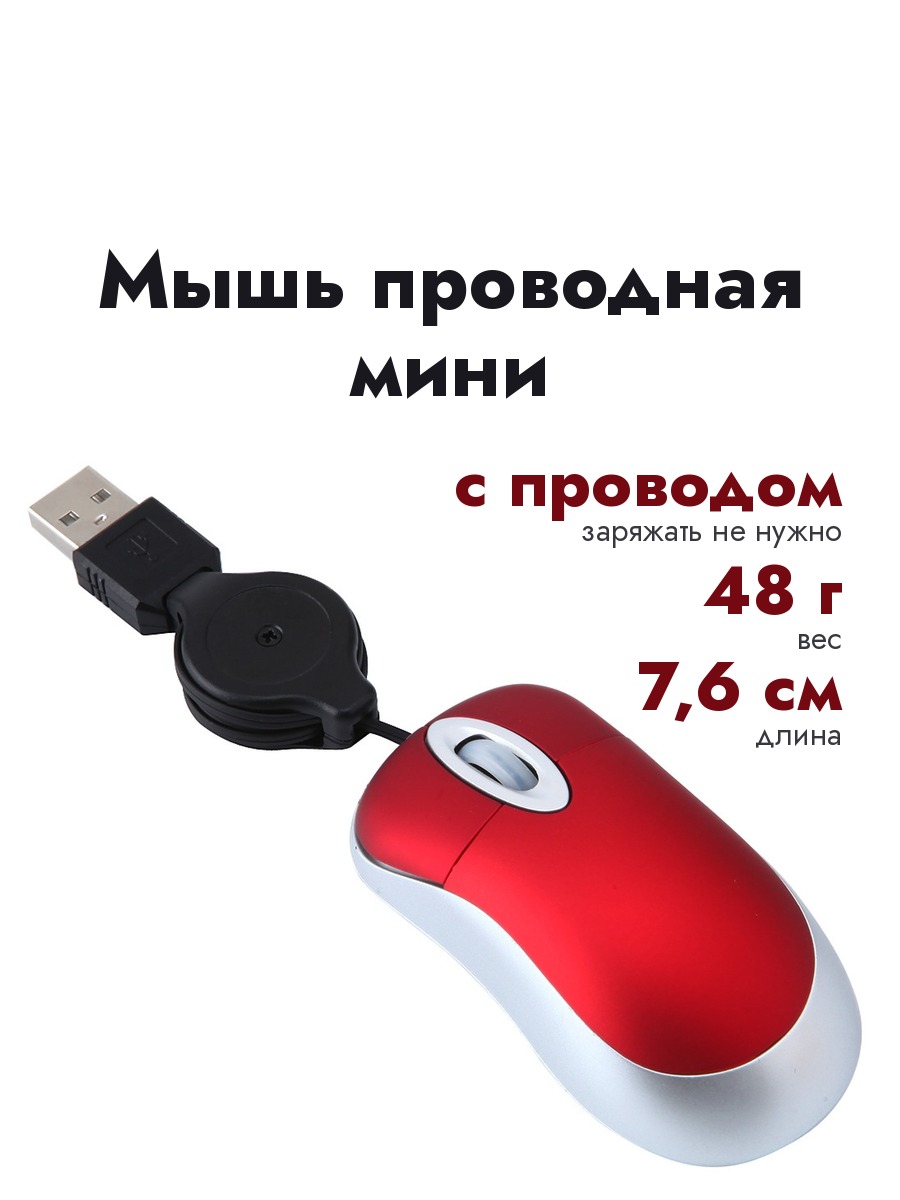 Мышь проводная
мини
с проводом
заряжать не нужно
48 г
вес
7,6 см
длина